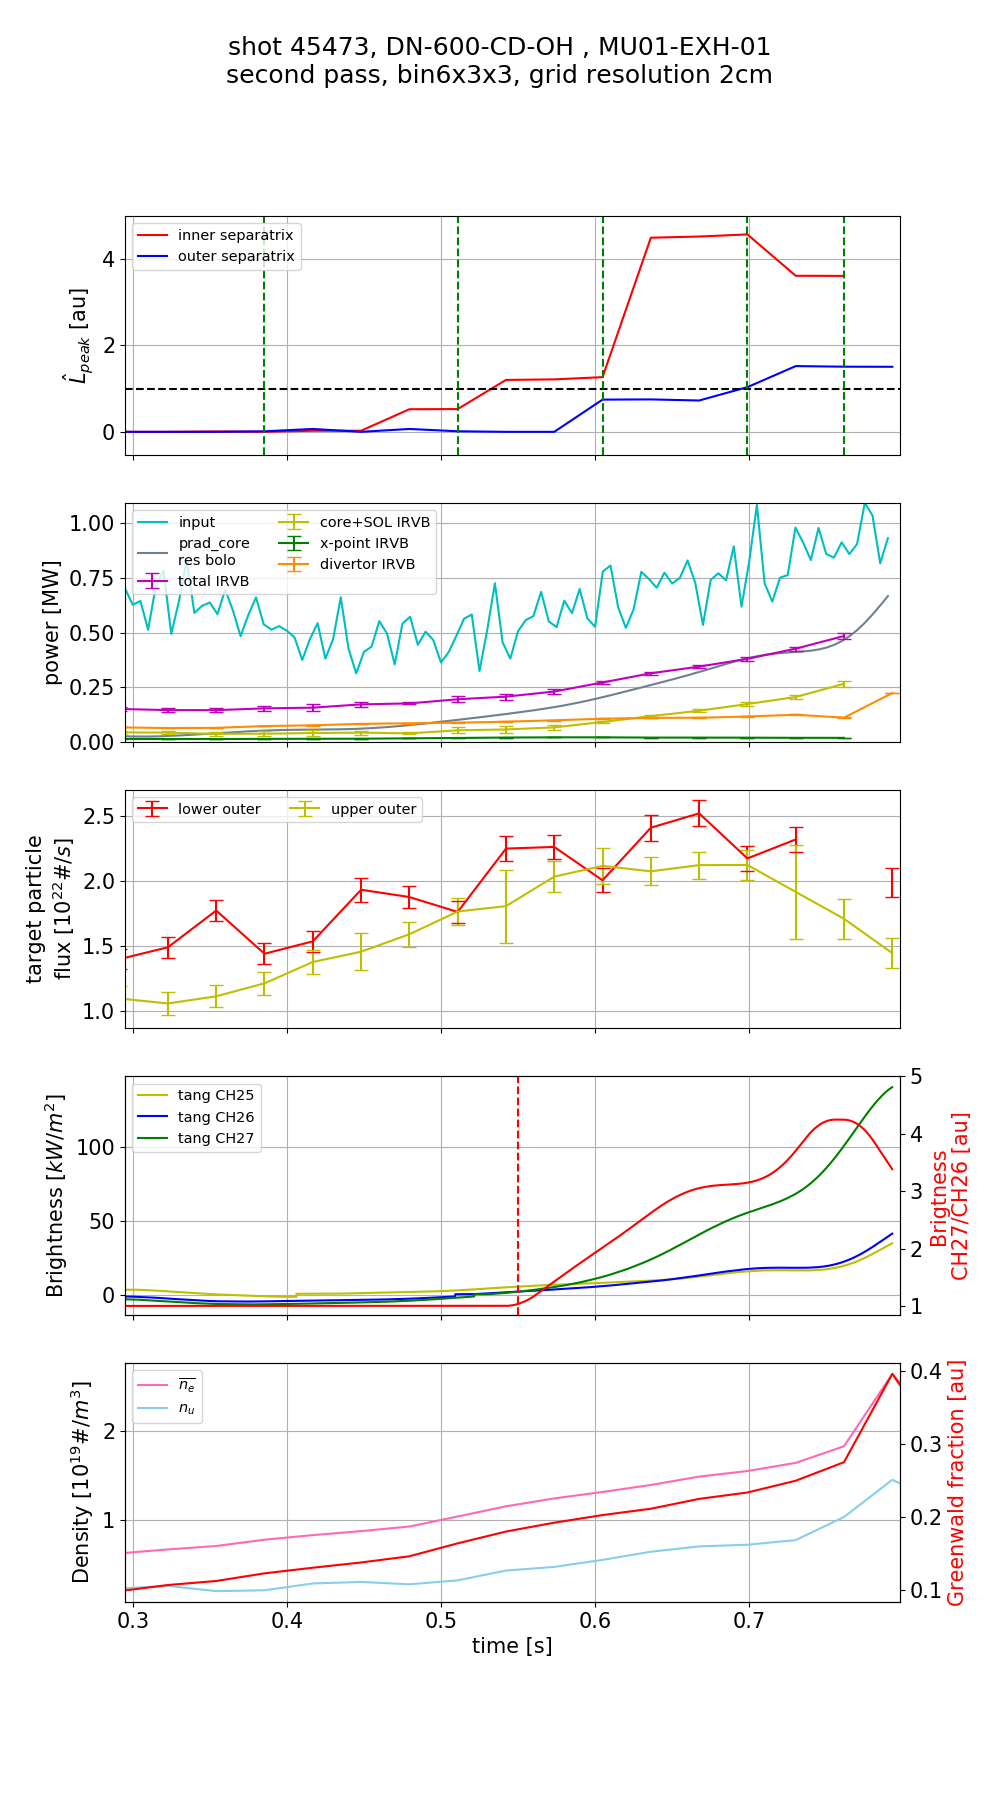 shot 45473, DN-600-CD-OH , MU01-EXH-01
second pass, bin6x3x3, grid resolution 2cm
inner separatrix
outer separatrix
4
2
0
L̂_peak [au]
input
prad_core
res bolo
total IRVB
core+SOL IRVB
x-point IRVB
divertor IRVB
1.00
0.75
0.50
0.25
0.00
power [MW]
lower outer
upper outer
2.5
2.0
1.5
1.0
target particle
flux [10²²#/s]
tang CH25
tang CH26
tang CH27
100
50
0
Brightness [kW/m²]
5
4
3
2
1
Brigtness
CH27/CH26 [au]
n̅ₑ
nᵤ
2
1
Density [10¹⁹#/m³]
0.4
0.3
0.2
0.1
Greenwald fraction [au]
0.3
0.4
0.5
0.6
0.7
time [s]